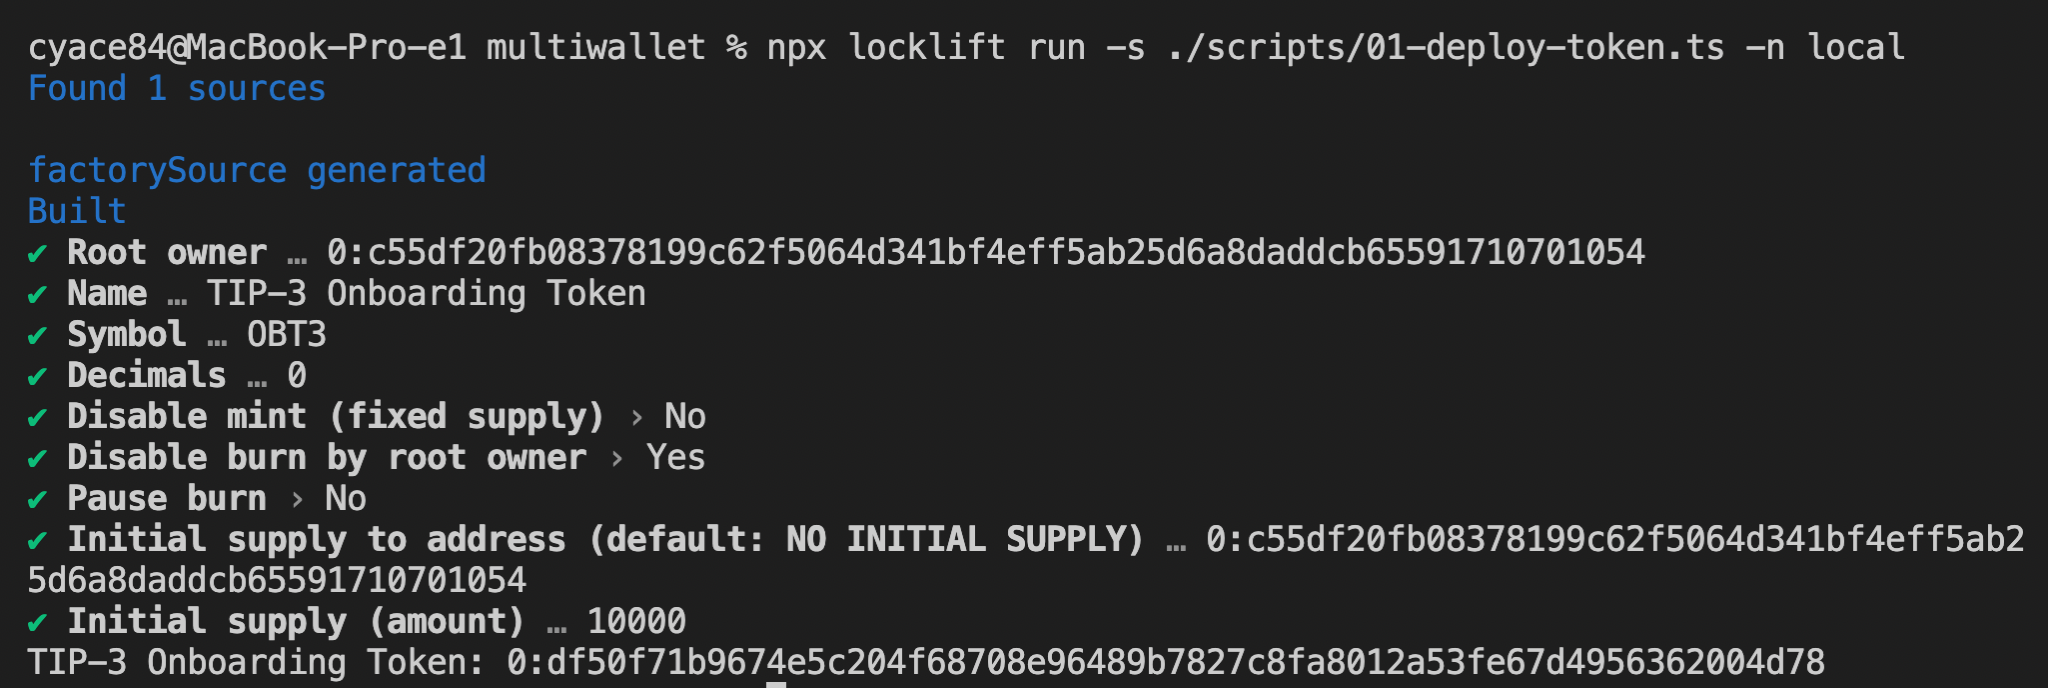 cyace84@MacBook-Pro-e1 multiwallet % npx locklift run -s ./scripts/01-deploy-token.ts -n local
Found 1 sources
factorySource generated
Built
✔ Root owner … 0:c55df20fb08378199c62f5064d341bf4eff5ab25d6a8daddcb65591710701054
✔ Name … TIP-3 Onboarding Token
✔ Symbol … OBT3
✔ Decimals … 0
✔ Disable mint (fixed supply) › No
✔ Disable burn by root owner › Yes
✔ Pause burn › No
✔ Initial supply to address (default: NO INITIAL SUPPLY) … 0:c55df20fb08378199c62f5064d341bf4eff5ab2
5d6a8daddcb65591710701054
✔ Initial supply (amount) … 10000
TIP-3 Onboarding Token: 0:df50f71b9674e5c204f68708e96489b7827c8fa8012a53fe67d4956362004d78